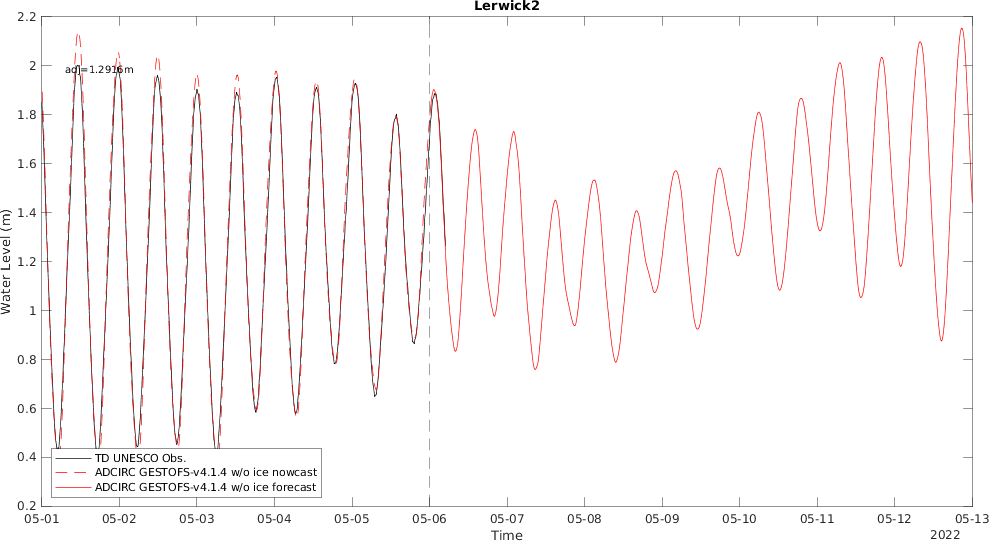 Lerwick2
2.2
2
1.8
1.6
1.4
1.2
1
0.8
0.6
0.4
0.2
Water Level (m)
adj=1.2916m
TD UNESCO Obs.
ADCIRC GESTOFS-v4.1.4 w/o ice nowcast
ADCIRC GESTOFS-v4.1.4 w/o ice forecast
05-01 05-02 05-03 05-04 05-05 05-06 05-07 05-08 05-09 05-10 05-11 05-12 05-13
Time
2022